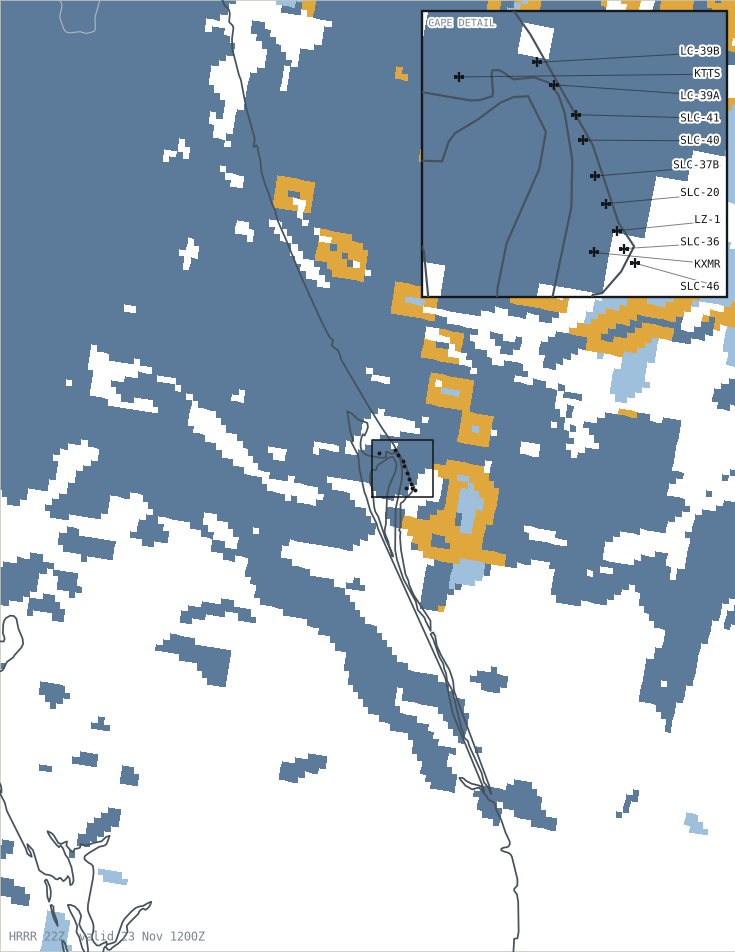 CAPE DETAIL
LC-39B
KTTS
LC-39A
SLC-41
SLC-40
SLC-37B
SLC-20
LZ-1
SLC-36
KXMR
SLC-46
HRRR 22Z valid 23 Nov 1200Z